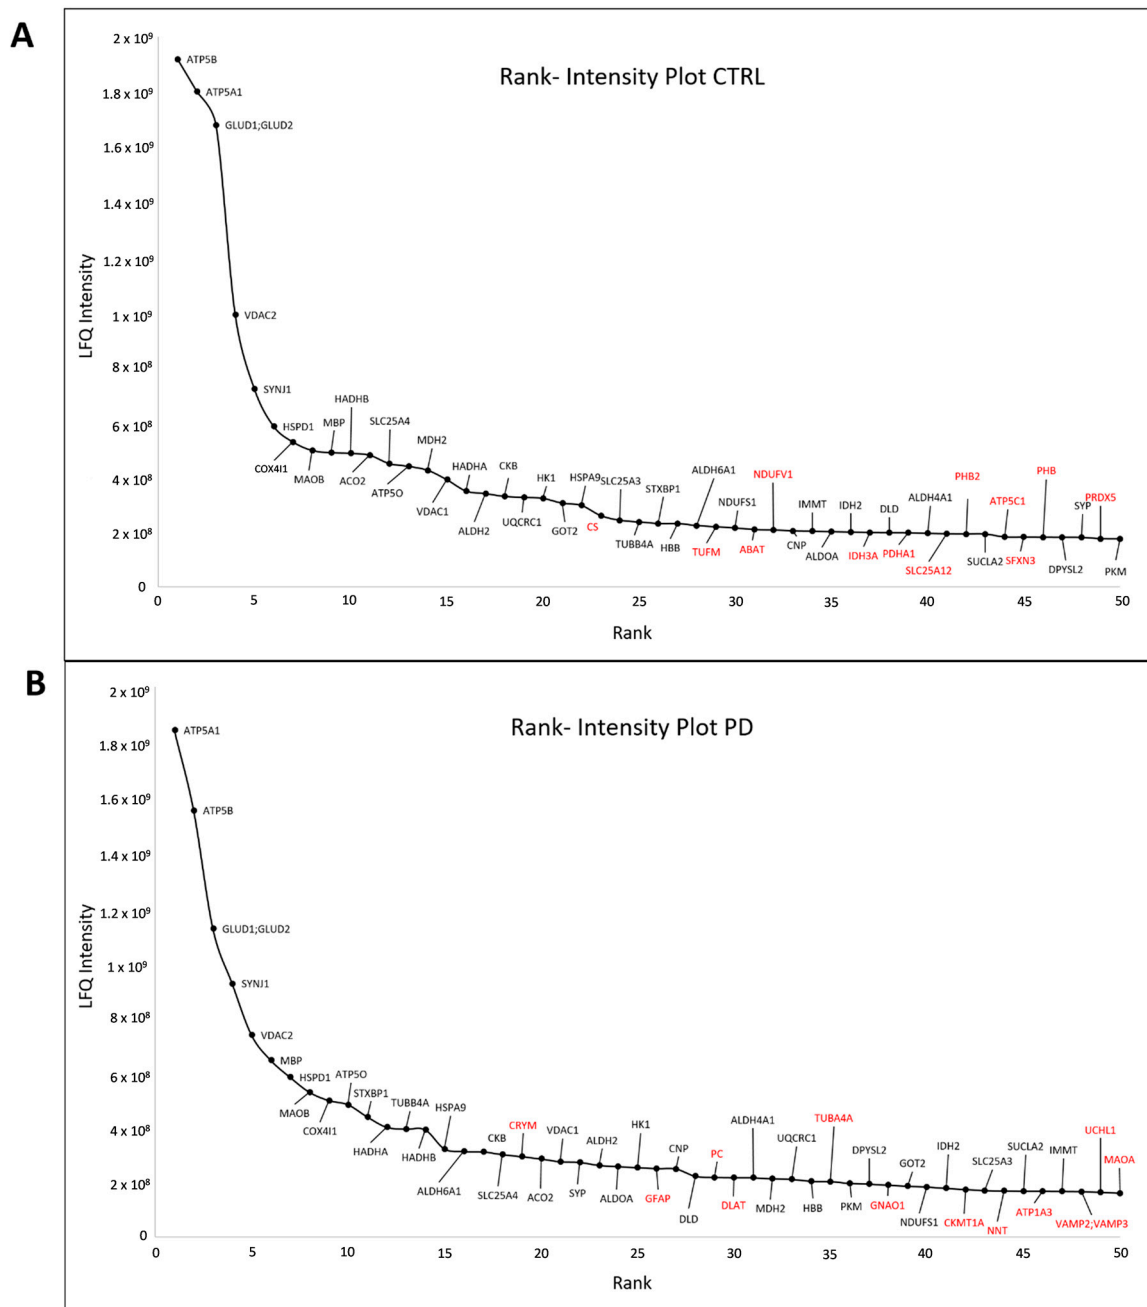 A
Rank- Intensity Plot CTRL
LFQ Intensity
2 x 10⁹
1.8 x 10⁹
1.6 x 10⁹
1.4 x 10⁹
1.2 x 10⁹
1 x 10⁹
8 x 10⁸
6 x 10⁸
4 x 10⁸
2 x 10⁸
0
ATP5B
ATP5A1
GLUD1;GLUD2
VDAC2
SYNJ1
HSPD1
COX4I1
MAOB
MBP
HADHB
ACO2
SLC25A4
ATP5O
MDH2
VDAC1
HADHA
ALDH2
CKB
UQCRC1
HK1
GOT2
HSPA9
CS
SLC25A3
TUBB4A
STXBP1
HBB
ALDH6A1
TUFM
NDUFS1
ABAT
NDUFV1
CNP
IMMT
ALDOA
IDH2
IDH3A
DLD
PDHA1
ALDH4A1
SLC25A12
PHB2
SUCLA2
ATP5C1
SFXN3
PHB
DPYSL2
SYP
PRDX5
PKM
0 5 10 15 20 25 30 35 40 45 50
Rank
B
Rank- Intensity Plot PD
LFQ Intensity
2 x 10⁹
1.8 x 10⁹
1.6 x 10⁹
1.4 x 10⁹
1.2 x 10⁹
1 x 10⁹
8 x 10⁸
6 x 10⁸
4 x 10⁸
2 x 10⁸
0
ATP5A1
ATP5B
GLUD1;GLUD2
SYNJ1
VDAC2
MBP
HSPD1
MAOB
COX4I1
ATP5O
STXBP1
HADHA
TUBB4A
HADHB
HSPA9
ALDH6A1
CKB
SLC25A4
CRYM
ACO2
VDAC1
SYP
ALDH2
ALDOA
HK1
GFAP
CNP
DLD
PC
DLAT
ALDH4A1
MDH2
UQCRC1
HBB
TUBA4A
PKM
DPYSL2
GNAO1
GOT2
NDUFS1
IDH2
CKMT1A
SLC25A3
NNT
SUCLA2
ATP1A3
IMMT
VAMP2;VAMP3
UCHL1
MAOA
0 5 10 15 20 25 30 35 40 45 50
Rank